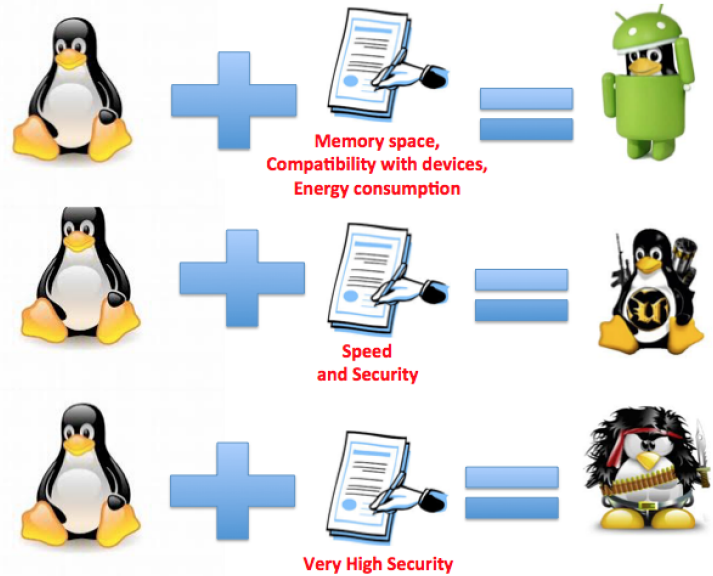 Memory space,
Compatibility with devices,
Energy consumption
Speed
and Security
Very High Security